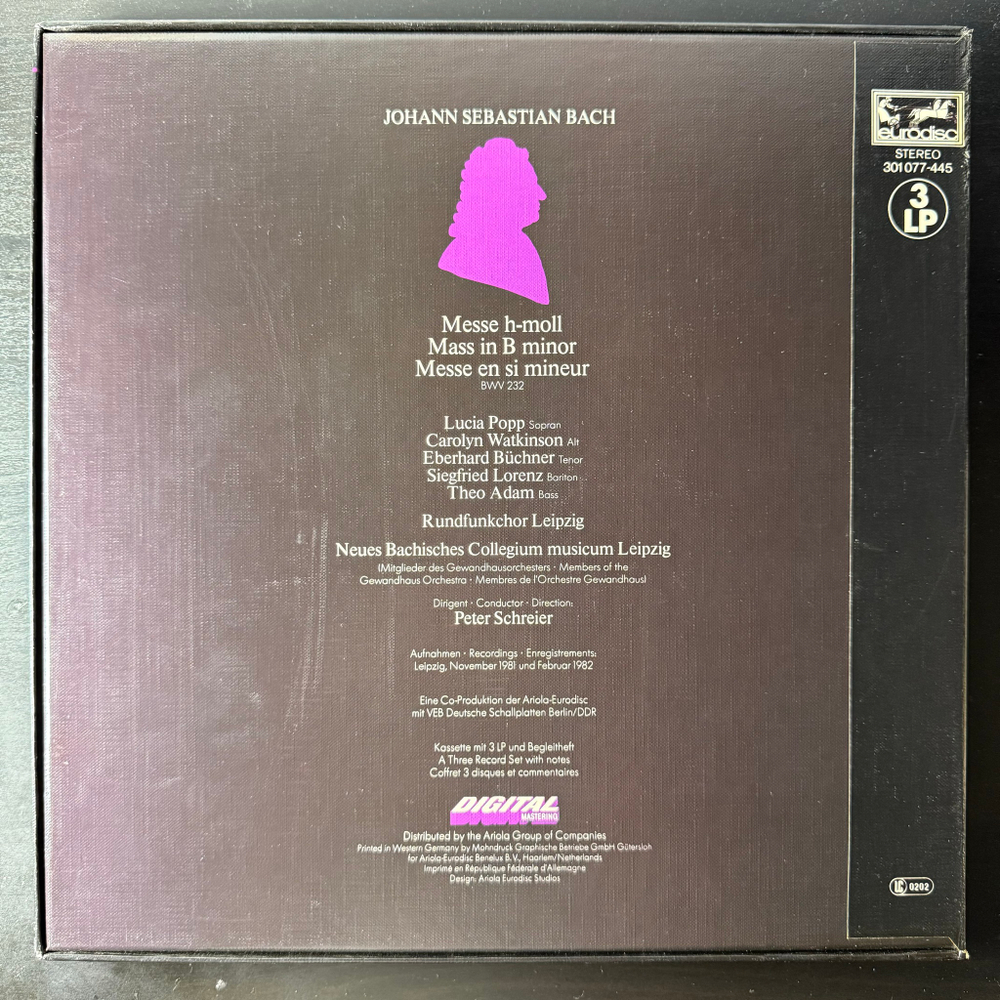 JOHANN SEBASTIAN BACH
Messe h-moll
Mass in B minor
Messe en si mineur
BWV 232
Lucia Popp Sopran
Carolyn Watkinson Alt
Eberhard Büchner Tenor
Siegfried Lorenz Bariton
Theo Adam Bass
Rundfunkchor Leipzig
Neues Bachisches Collegium musicum Leipzig
(Mitglieder des Gewandhausorchesters · Members of the
Gewandhaus Orchestra · Membres de l'Orchestre Gewandhaus)
Dirigent · Conductor · Direction:
Peter Schreier
Aufnahmen · Recordings · Enregistrements:
Leipzig, November 1981 und Februar 1982
Eine Co-Produktion der Ariola-Eurodisc
mit VEB Deutsche Schallplatten Berlin/DDR
Kassette mit 3 LP und Begleitheft
A Three Record Set with notes
Coffret 3 disques et commentaires
DIGITAL
MASTERING
Distributed by the Ariola Group of Companies
Printed in Western Germany by Mohndruck Graphische Betriebe GmbH Gütersloh
for Ariola-Eurodisc Benelux B.V., Haarlem/Netherlands
Imprimé en République Fédérale d'Allemagne
Design: Ariola Eurodisc Studios
eurodisc
STEREO
301 077-445
3
LP
LC 0202